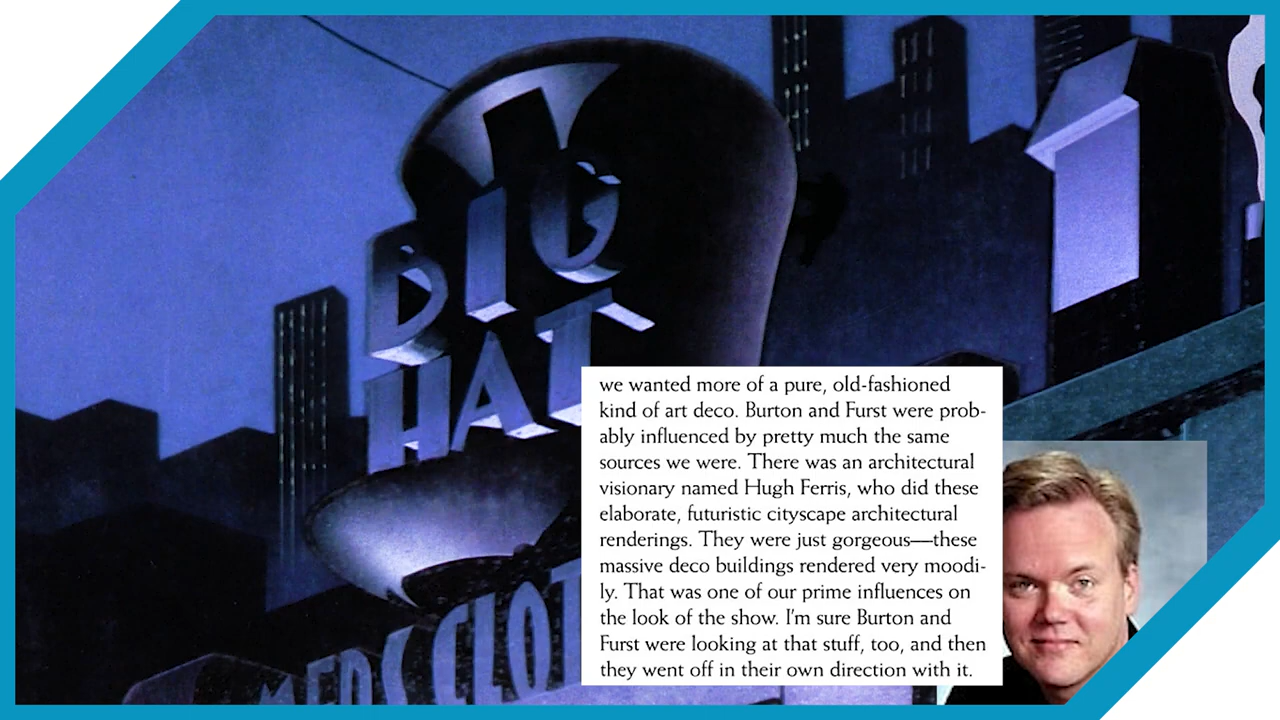 BIG
HAT
MENS CLOT
we wanted more of a pure, old-fashioned
kind of art deco. Burton and Furst were prob-
ably influenced by pretty much the same
sources we were. There was an architectural
visionary named Hugh Ferris, who did these
elaborate, futuristic cityscape architectural
renderings. They were just gorgeous—these
massive deco buildings rendered very moodi-
ly. That was one of our prime influences on
the look of the show. I'm sure Burton and
Furst were looking at that stuff, too, and then
they went off in their own direction with it.